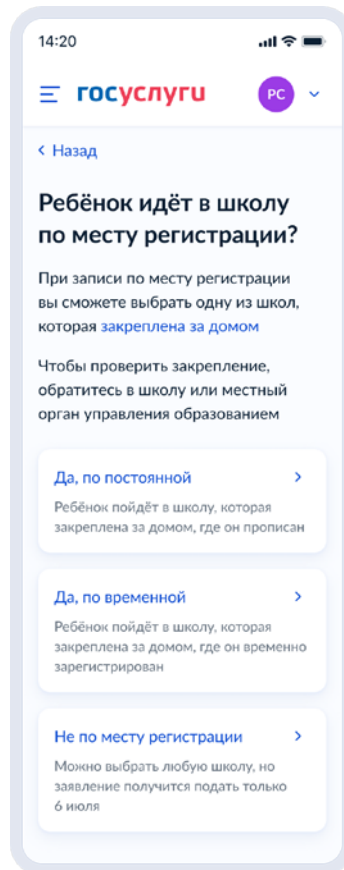 14:20
госуслуги
РС
Назад
Ребёнок идёт в школу
по месту регистрации?
При записи по месту регистрации
вы сможете выбрать одну из школ,
которая закреплена за домом
Чтобы проверить закрепление,
обратитесь в школу или местный
орган управления образованием
Да, по постоянной
Ребёнок пойдёт в школу, которая
закреплена за домом, где он прописан
Да, по временной
Ребёнок пойдёт в школу, которая
закреплена за домом, где он временно
зарегистрирован
Не по месту регистрации
Можно выбрать любую школу, но
заявление получится подать только
6 июля